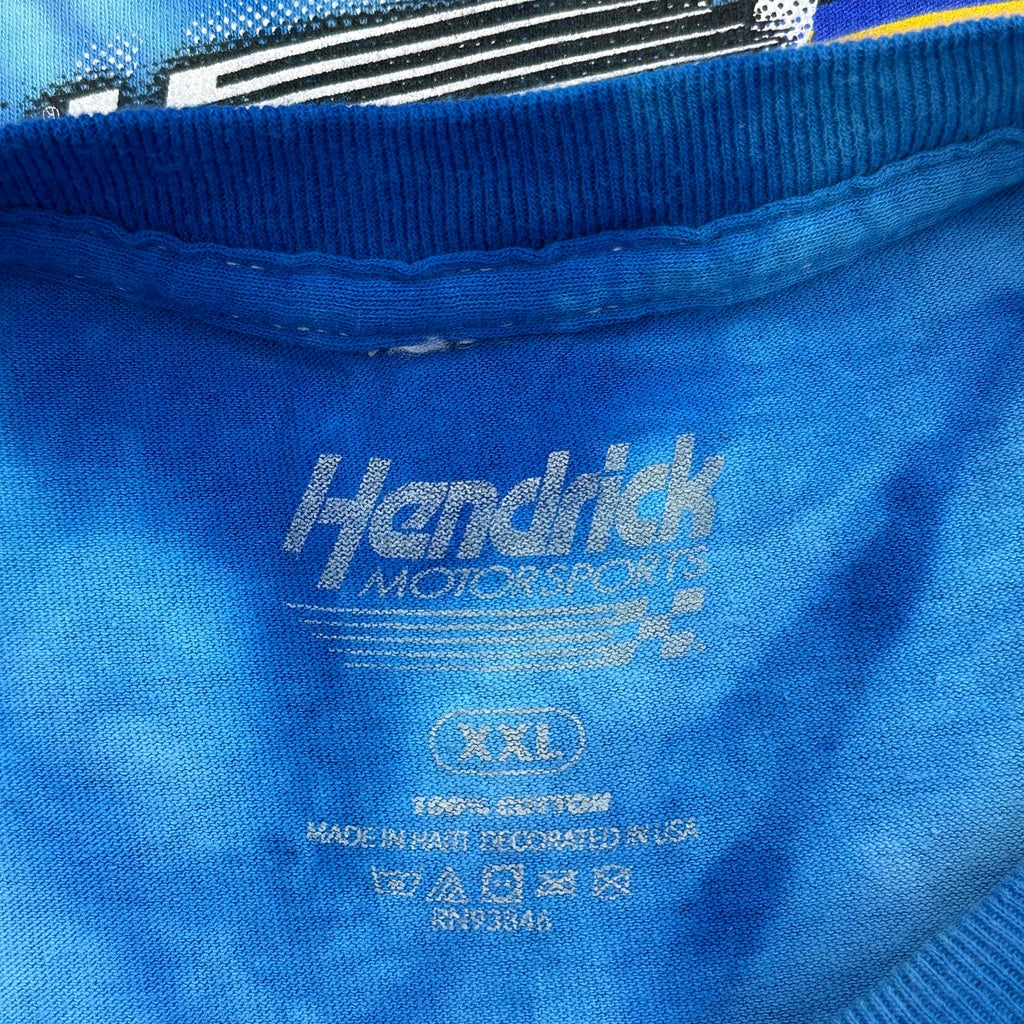 Hendrick
MOTORSPORTS
XXL
100% COTTON
MADE IN HAITI DECORATED IN USA
RN93846